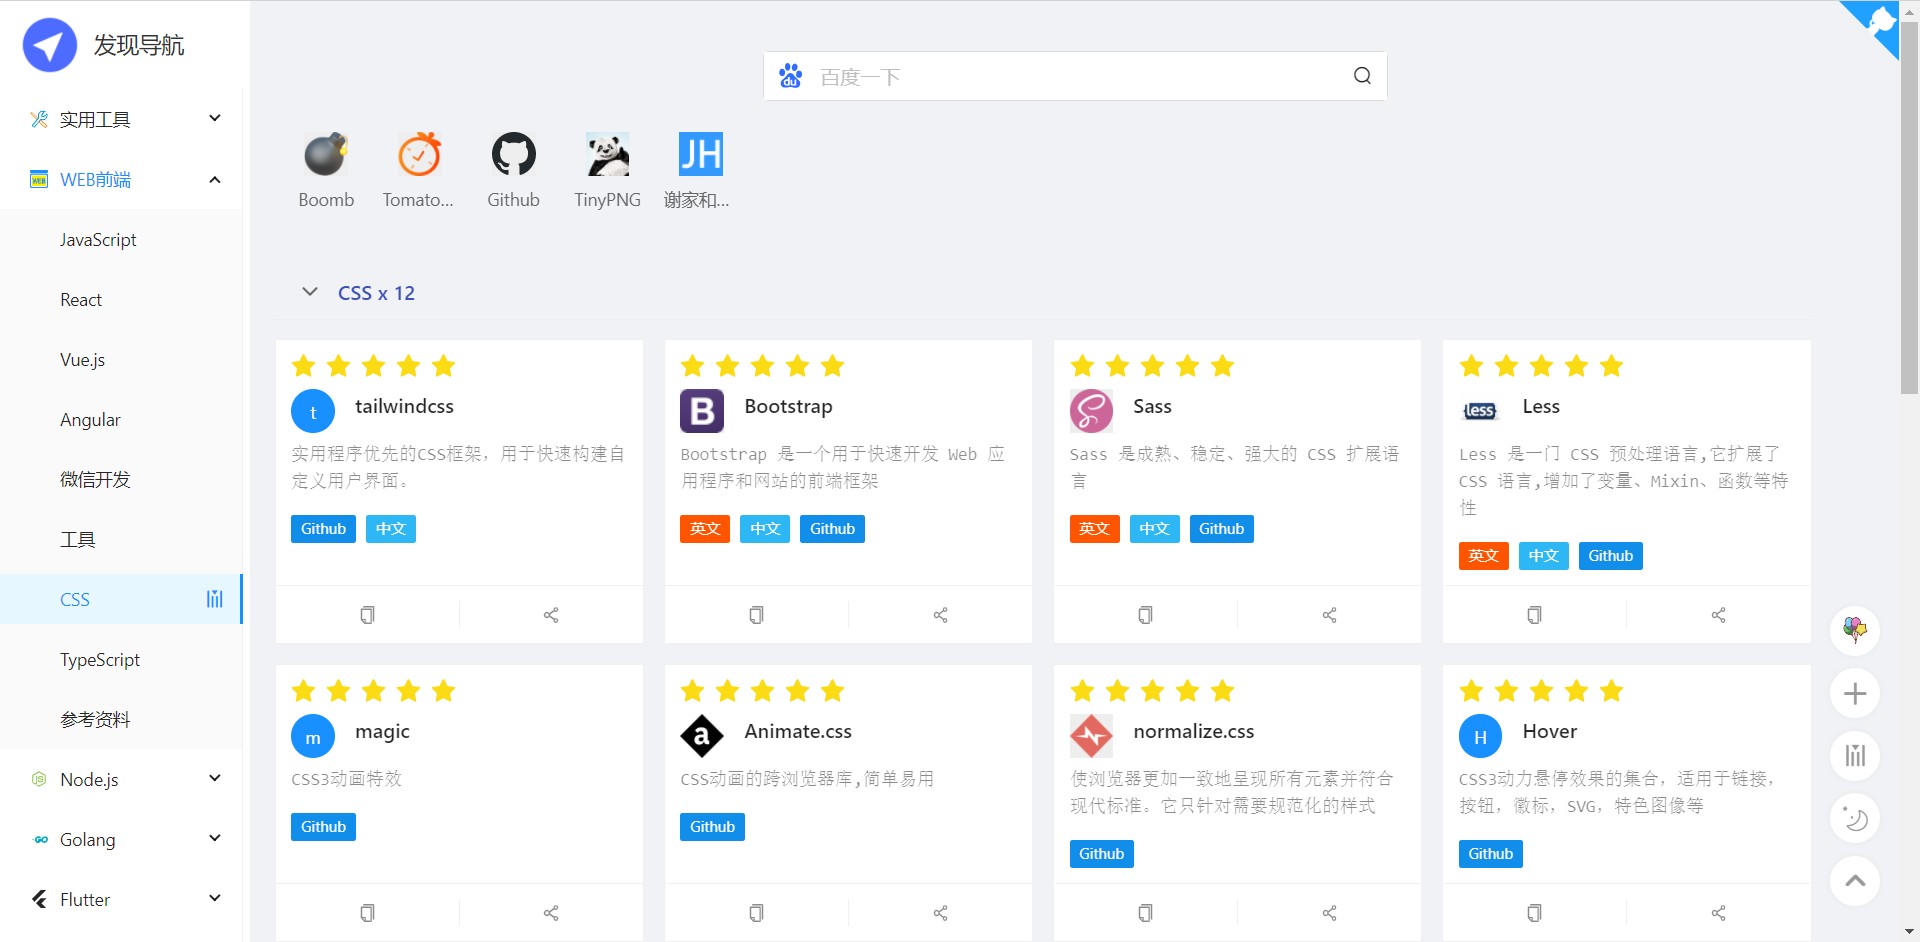 发现导航
实用工具
WEB前端
JavaScript
React
Vue.js
Angular
微信开发
工具
CSS
TypeScript
参考资料
Node.js
Golang
Flutter
百度一下
Boomb
Tomato...
Github
TinyPNG
谢家和...
CSS x 12
t
tailwindcss
实用程序优先的CSS框架，用于快速构建自
定义用户界面。
Github 中文
B
Bootstrap
Bootstrap 是一个用于快速开发 Web 应
用程序和网站的前端框架
英文 中文 Github
Sass
Sass 是成熟、稳定、强大的 CSS 扩展语
言
英文 中文 Github
less
Less
Less 是一门 CSS 预处理语言,它扩展了
CSS 语言,增加了变量、Mixin、函数等特
性
英文 中文 Github
m
magic
CSS3动画特效
Github
a
Animate.css
CSS动画的跨浏览器库,简单易用
Github
normalize.css
使浏览器更加一致地呈现所有元素并符合
现代标准。它只针对需要规范化的样式
Github
H
Hover
CSS3动力悬停效果的集合，适用于链接，
按钮，徽标，SVG，特色图像等
Github
du
JH
WEB
GO